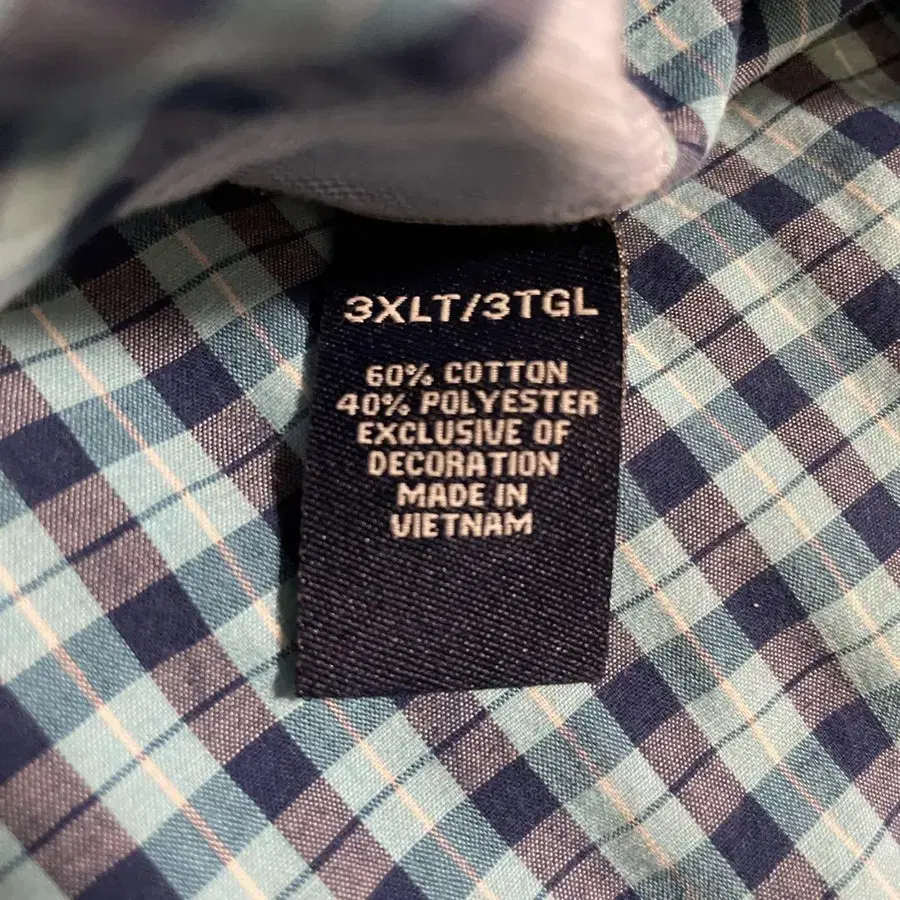 3XLT/3TGL
60% COTTON
40% POLYESTER
EXCLUSIVE OF
DECORATION
MADE IN
VIETNAM